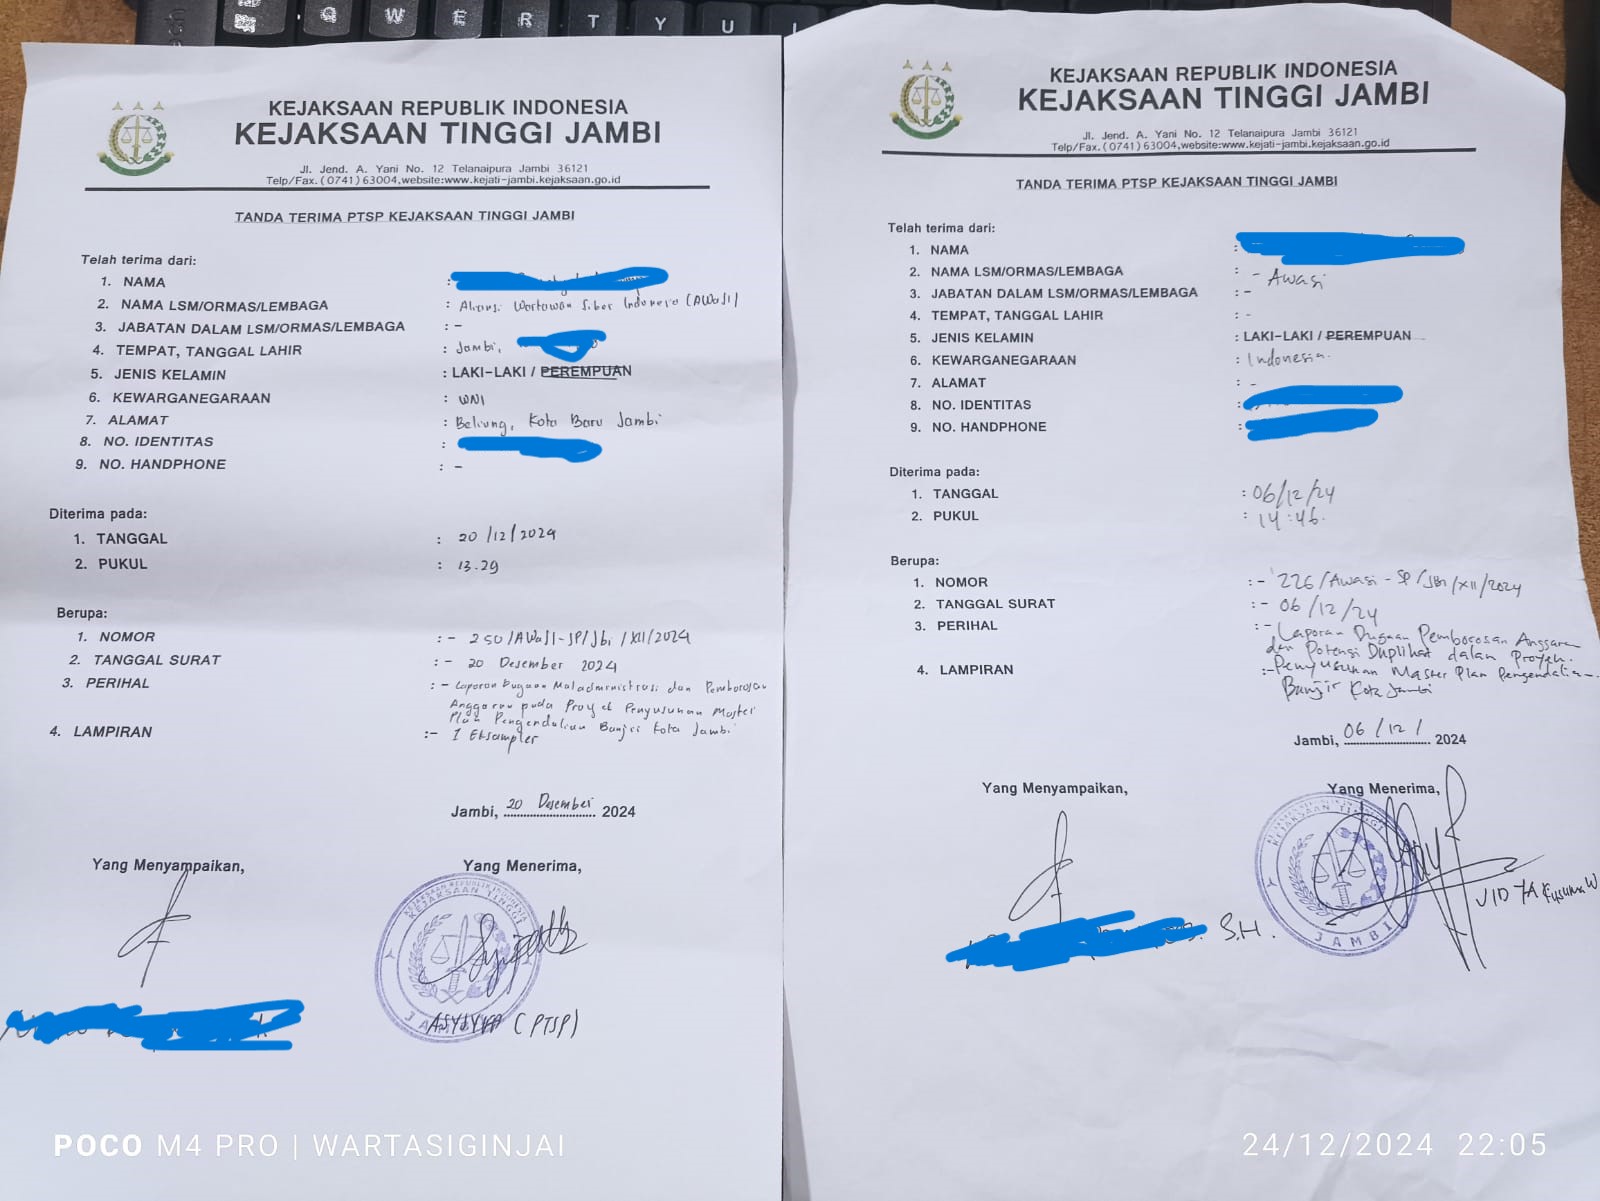 Q W E R T Y U
KEJAKSAAN REPUBLIK INDONESIA
KEJAKSAAN TINGGI JAMBI
Jl. Jend. A. Yani No. 12 Telanaipura Jambi 36121
Telp/Fax.(0741)63004,website:www.kejati-jambi.kejaksaan.go.id
TANDA TERIMA PTSP KEJAKSAAN TINGGI JAMBI
Telah terima dari:
1. NAMA :
2. NAMA LSM/ORMAS/LEMBAGA : Aliansi Wartawan Siber Indonesia (AWaSI)
3. JABATAN DALAM LSM/ORMAS/LEMBAGA : -
4. TEMPAT, TANGGAL LAHIR : Jambi,
5. JENIS KELAMIN : LAKI-LAKI / PEREMPUAN
6. KEWARGANEGARAAN : WNI
7. ALAMAT : Beliung, Kota Baru Jambi
8. NO. IDENTITAS :
9. NO. HANDPHONE : -
Diterima pada:
1. TANGGAL : 20/12/2024
2. PUKUL : 13.29
Berupa:
1. NOMOR : - 250/AWaSI-SP/Jbi/XII/2024
2. TANGGAL SURAT : - 20 Desember 2024
3. PERIHAL : - Laporan Dugaan Maladministrasi dan Pemborosan
Anggaran pada Proyek Penyusunan Master
Plan Pengendalian Banjir Kota Jambi
4. LAMPIRAN : - 1 Eksampler
Jambi, 20 Desember 2024
Yang Menyampaikan, Yang Menerima,
KEJAKSAAN REPUBLIK INDONESIA
KEJAKSAAN TINGGI
JAMBI
(PTSP)
KEJAKSAAN REPUBLIK INDONESIA
KEJAKSAAN TINGGI JAMBI
Jl. Jend. A. Yani No. 12 Telanaipura Jambi 36121
Telp/Fax.(0741)63004,website:www.kejati-jambi.kejaksaan.go.id
TANDA TERIMA PTSP KEJAKSAAN TINGGI JAMBI
Telah terima dari:
1. NAMA :
2. NAMA LSM/ORMAS/LEMBAGA : - Awasi
3. JABATAN DALAM LSM/ORMAS/LEMBAGA : -
4. TEMPAT, TANGGAL LAHIR : -
5. JENIS KELAMIN : LAKI-LAKI / PEREMPUAN
6. KEWARGANEGARAAN : Indonesia.
7. ALAMAT : -
8. NO. IDENTITAS :
9. NO. HANDPHONE :
Diterima pada:
1. TANGGAL : 06/12/24
2. PUKUL : 14:46.
Berupa:
1. NOMOR : - 226/Awasi-SP/JBI/XII/2024
2. TANGGAL SURAT : - 06/12/24
3. PERIHAL : - Laporan Dugaan Pemborosan Anggaran
dan Potensi Duplikat dalam Proyek.
4. LAMPIRAN : - Penyusunan Master Plan Pengendalian
Banjir Kota Jambi
Jambi, 06/12/ 2024
Yang Menyampaikan, Yang Menerima,
KEJAKSAAN TINGGI
JAMBI
S.H.
Kusuma W
POCO M4 PRO | WARTASIGINJAI
24/12/2024 22:05